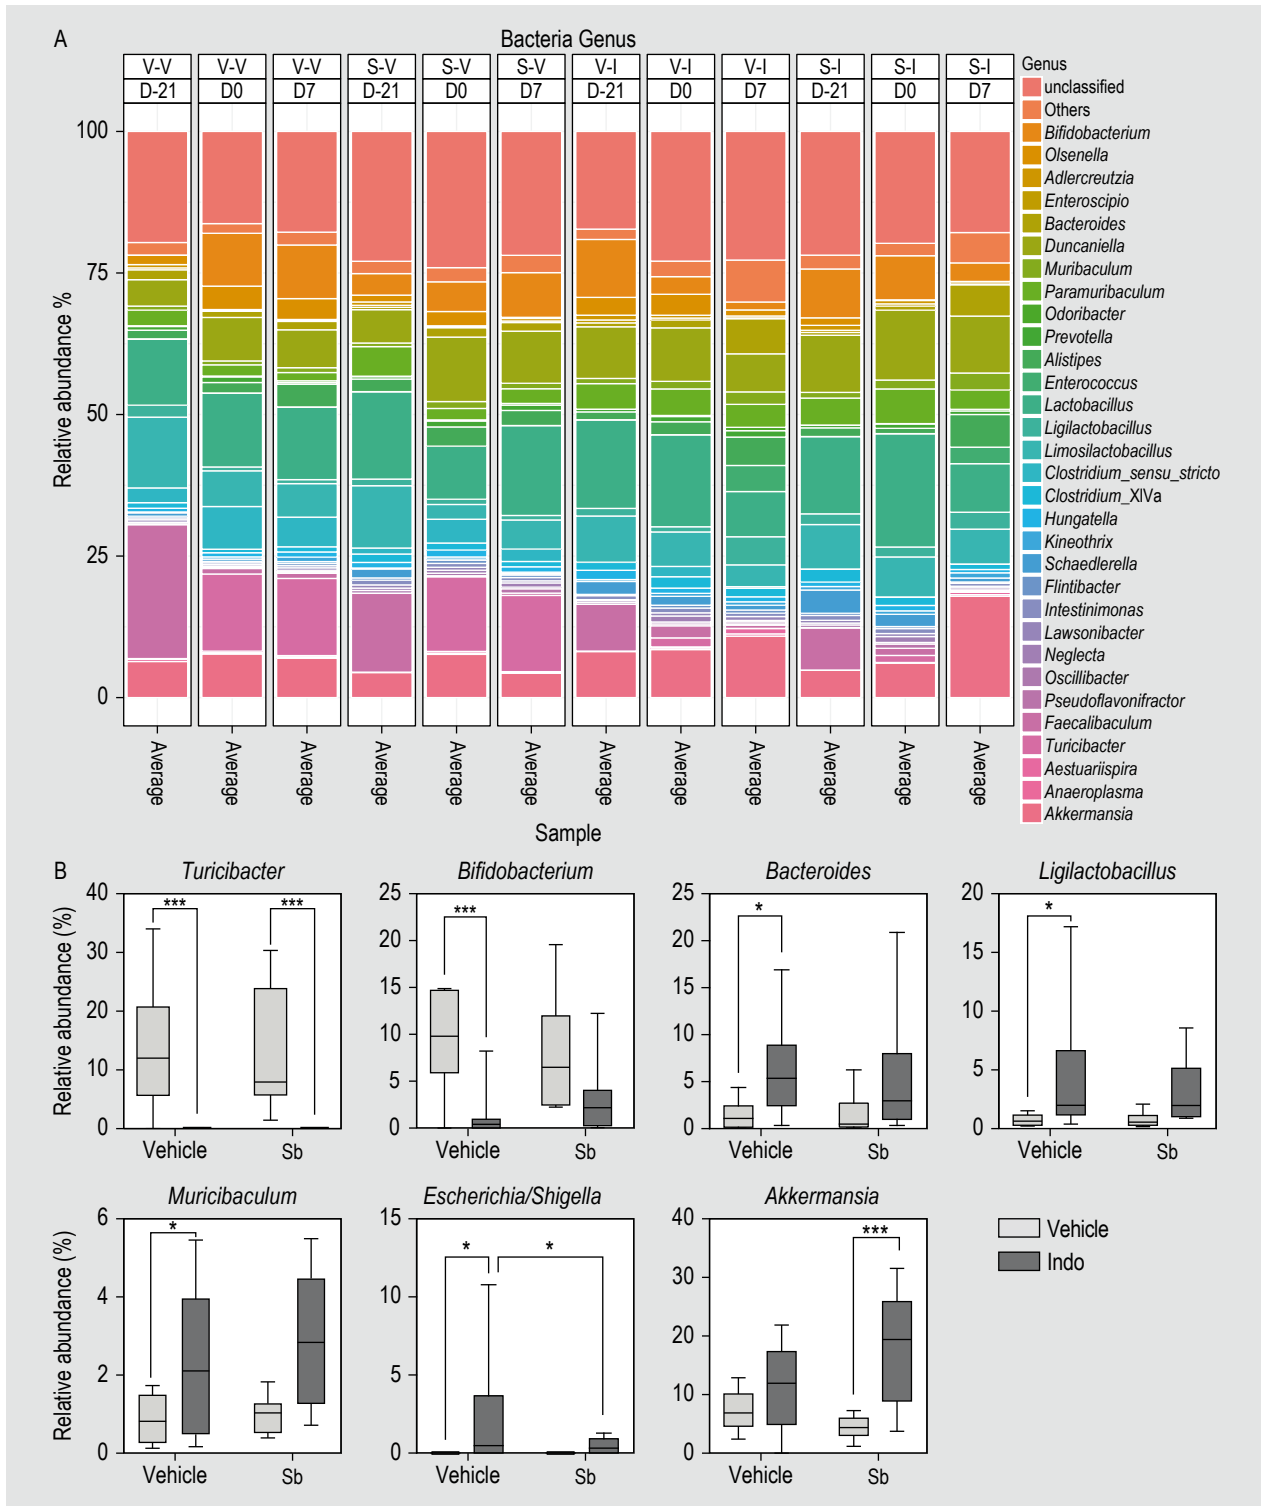 A
Bacteria Genus
V-V V-V V-V S-V S-V S-V V-I V-I V-I S-I S-I S-I
D-21 D0 D7 D-21 D0 D7 D-21 D0 D7 D-21 D0 D7
Relative abundance %
100
75
50
25
0
Average Average Average Average Average Average Average Average Average Average Average Average
Sample
Genus
unclassified
Others
Bifidobacterium
Olsenella
Adlercreutzia
Enteroscipio
Bacteroides
Duncaniella
Muribaculum
Paramuribaculum
Odoribacter
Prevotella
Alistipes
Enterococcus
Lactobacillus
Ligilactobacillus
Limosilactobacillus
Clostridium_sensu_stricto
Clostridium_XIVa
Hungatella
Kineothrix
Schaedlerella
Flintibacter
Intestinimonas
Lawsonibacter
Neglecta
Oscillibacter
Pseudoflavonifractor
Faecalibaculum
Turicibacter
Aestuariispira
Anaeroplasma
Akkermansia
B
Turicibacter
Relative abundance (%)
40
30
20
10
0
*** ***
Vehicle Sb
Bifidobacterium
25
20
15
10
5
0
***
Vehicle Sb
Bacteroides
25
20
15
10
5
0
*
Vehicle Sb
Ligilactobacillus
20
15
10
5
0
*
Vehicle Sb
Muricibaculum
Relative abundance (%)
6
4
2
0
*
Vehicle Sb
Escherichia/Shigella
15
10
5
0
* *
Vehicle Sb
Akkermansia
40
30
20
10
0
***
Vehicle Sb
Vehicle
Indo